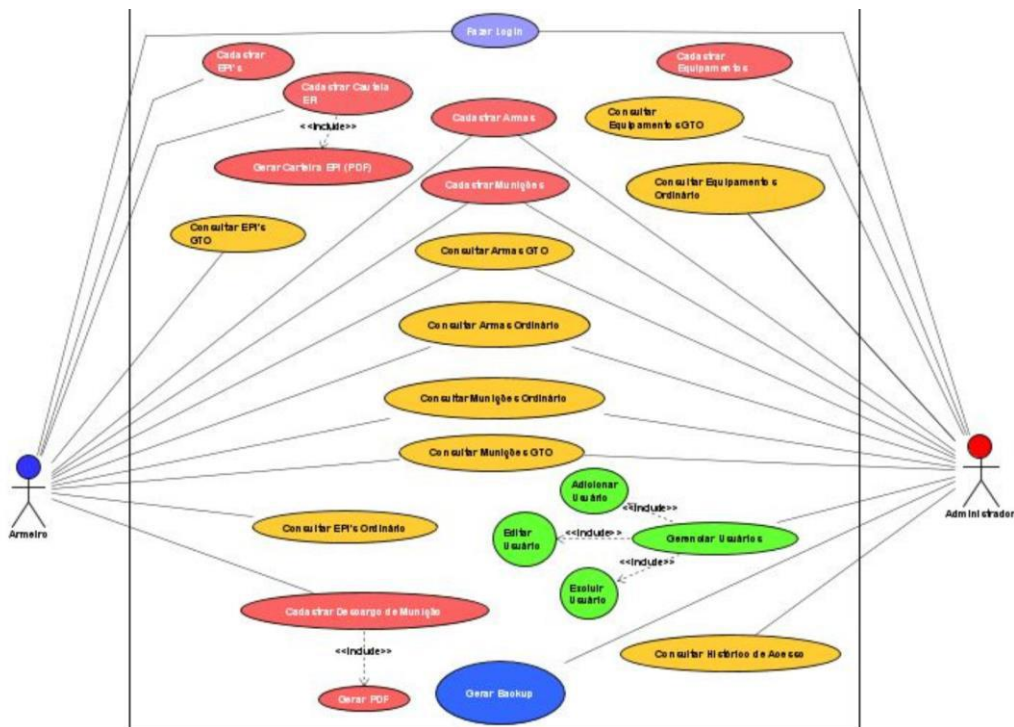 Fazer Login
Cadastrar
EPI's
Cadastrar
Equipamentos
Cadastrar Cautela
EPI
<<Include>>
Gerar Carteira EPI (PDF)
Cadastrar Armas
Consultar
Equipamentos GTO
Cadastrar Munições
Consultar Equipamentos
Ordinário
Consultar EPI's
GTO
Consultar Armas GTO
Consultar Armas Ordinário
Consultar Munições Ordinário
Consultar Munições GTO
Armeiro
Administrador
Adicionar
Usuário
<<Include>>
Consultar EPI's Ordinário
Editar
Usuário
<<Include>>
Gerenciar Usuários
<<Include>>
Excluir
Usuário
Cadastrar Descargo de Munição
<<Include>>
Gerar PDF
Gerar Backup
Consultar Histórico de Acesso